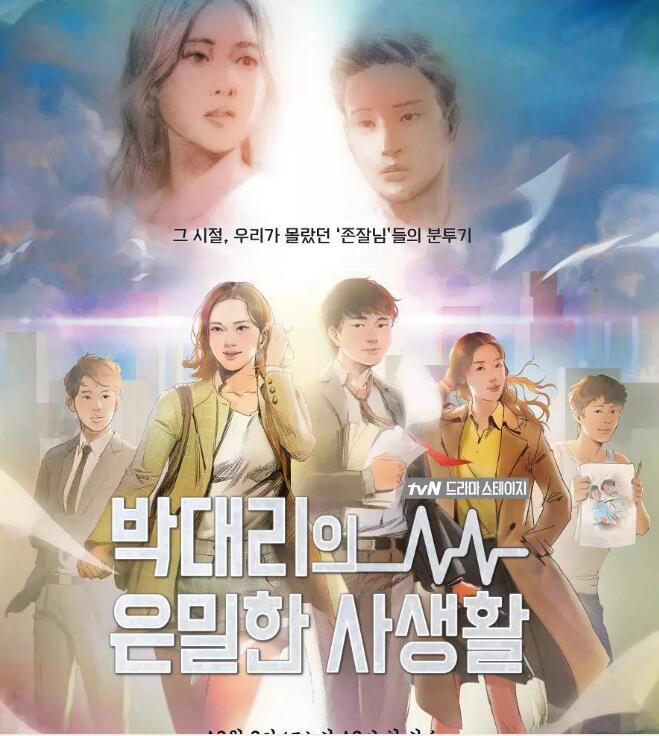 그 시절, 우리가 몰랐던 '존잘님'들의 분투기
tvN 드라마 스테이지
박대리의
은밀한 사생활